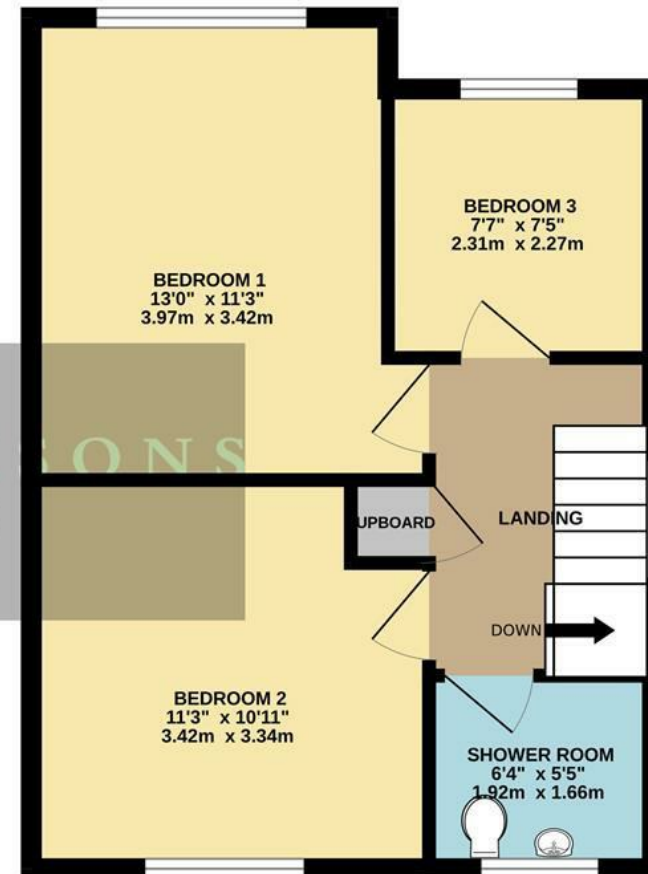 BEDROOM 3
7'7" x 7'5"
2.31m x 2.27m
BEDROOM 1
13'0" x 11'3"
3.97m x 3.42m
SONS
UPBOARD
LANDING
DOWN
BEDROOM 2
11'3" x 10'11"
3.42m x 3.34m
SHOWER ROOM
6'4" x 5'5"
1.92m x 1.66m